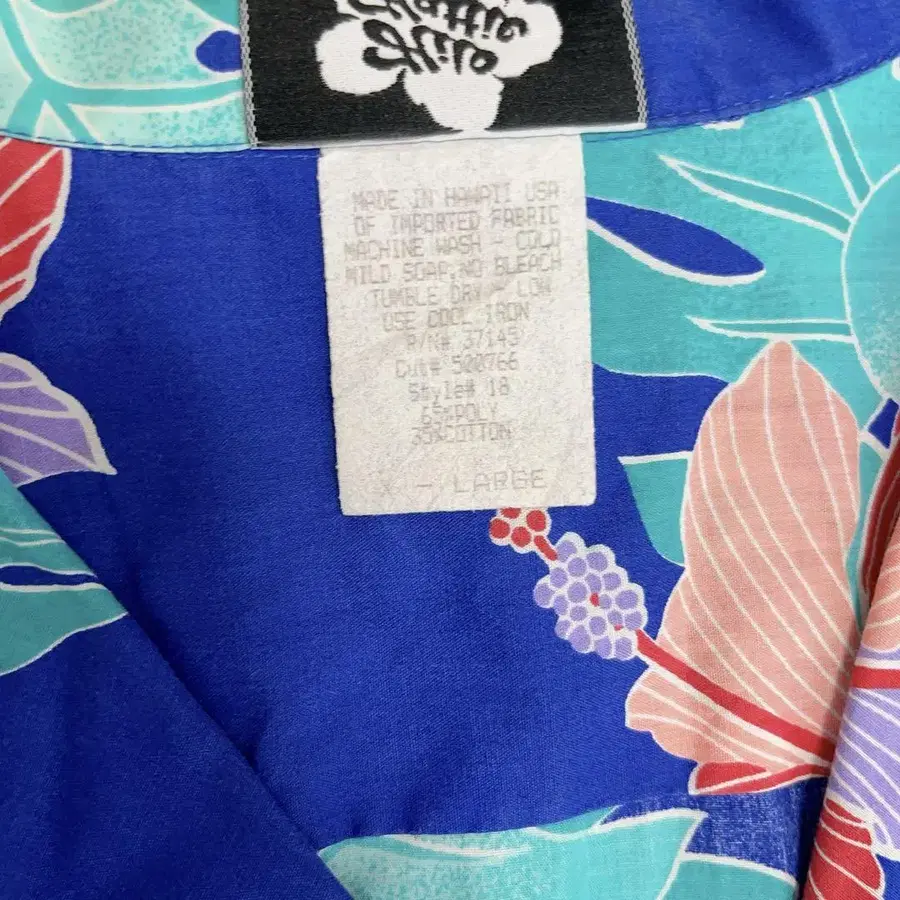 MADE IN HAWAII USA
OF IMPORTED FABRIC
MACHINE WASH - COLD
MILD SOAP,NO BLEACH
TUMBLE DRY - LOW
USE COOL IRON
P/N# 37145
Cut# 500766
Style# 18
65%POLY
35%COTTON
X - LARGE